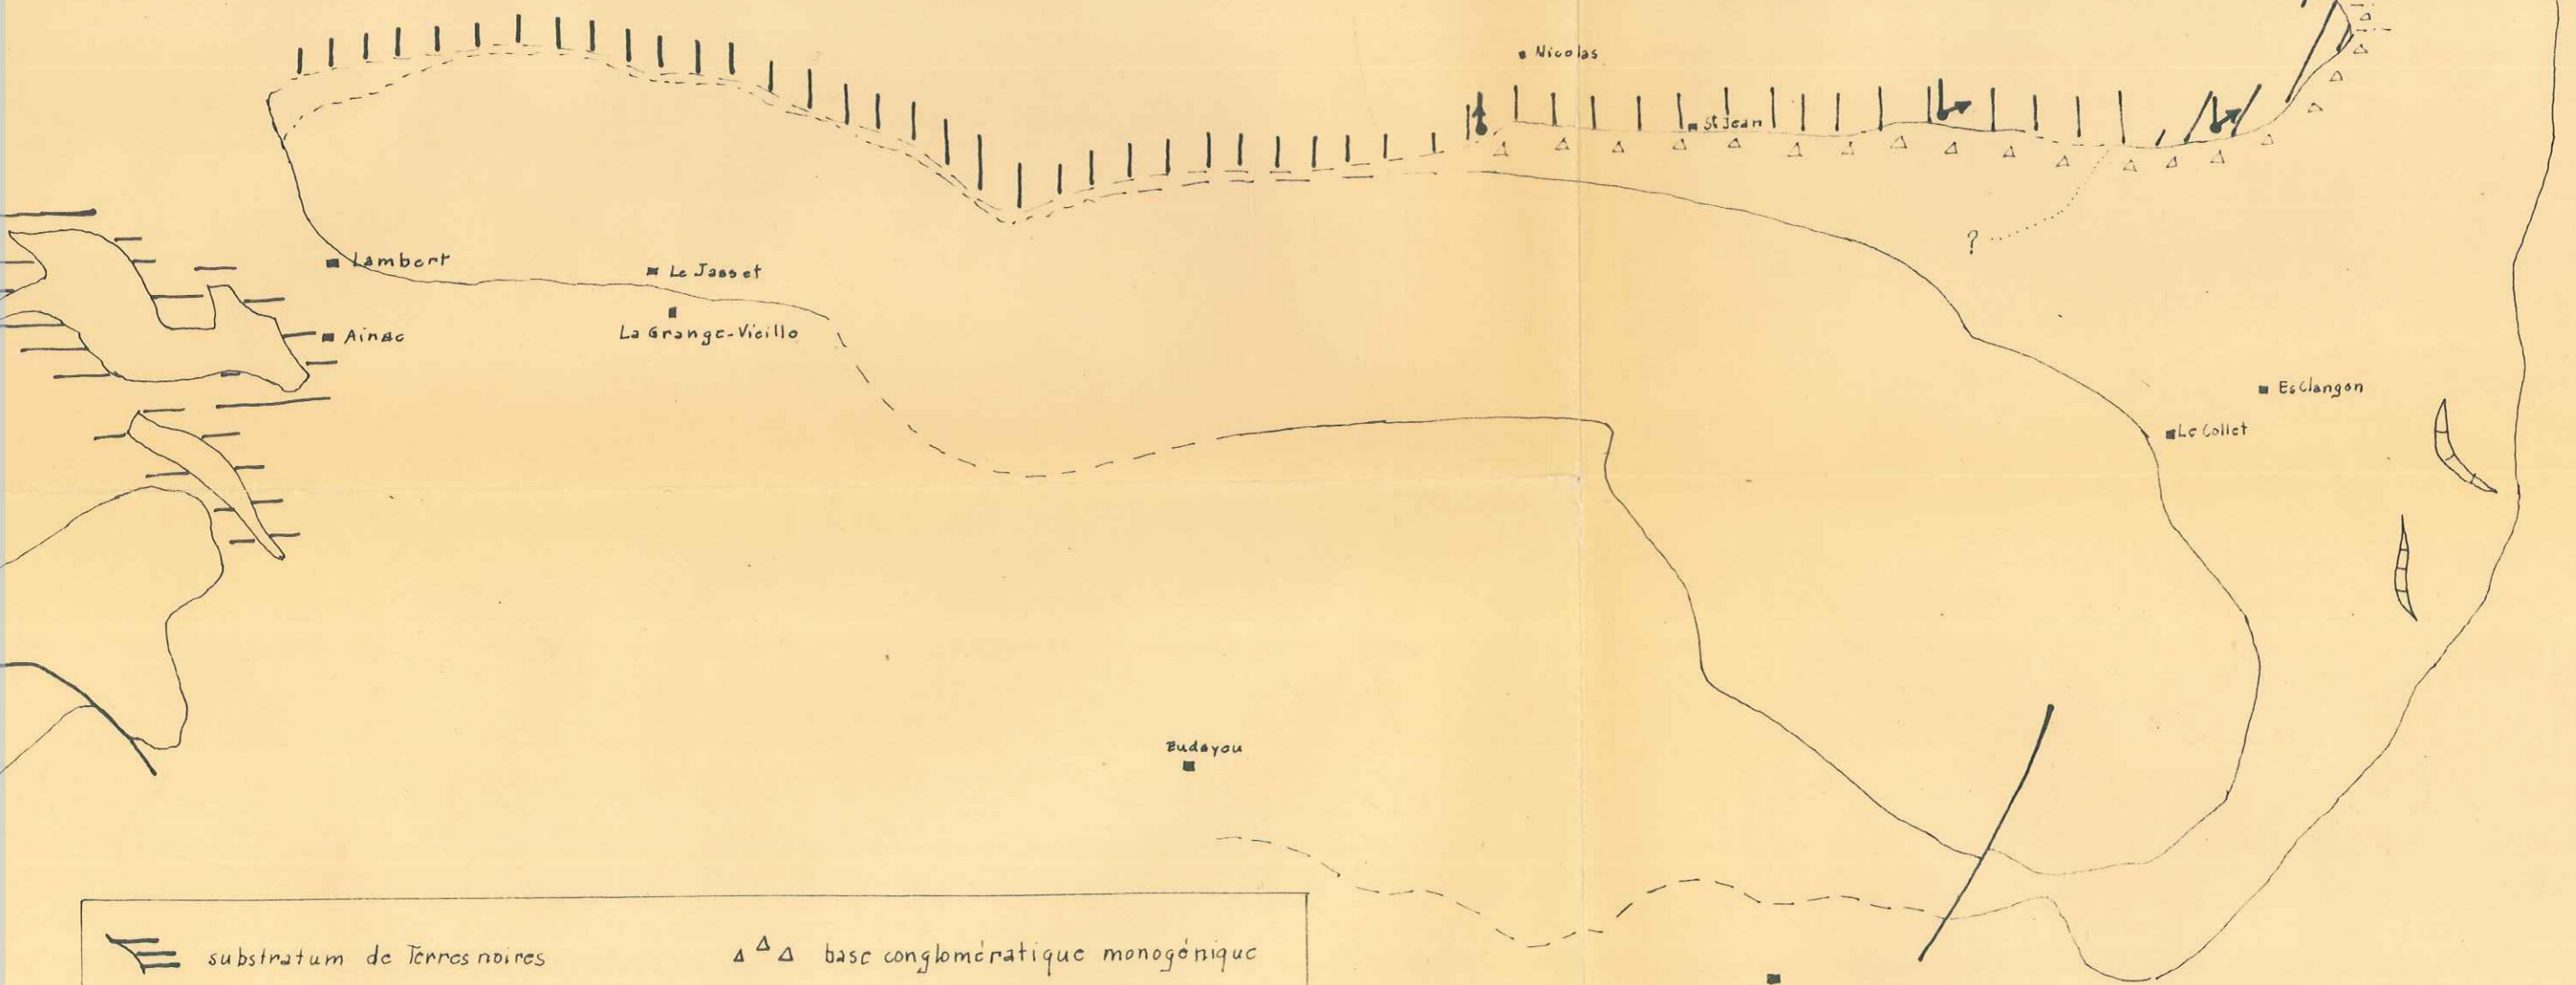 Nicolas
St Jean
?
Lambert
Le Jasset
Ainac
La Grange-Vieille
Esclangon
Le Collet
Budayou
substratum de Terres noires
base conglomératique monogénique